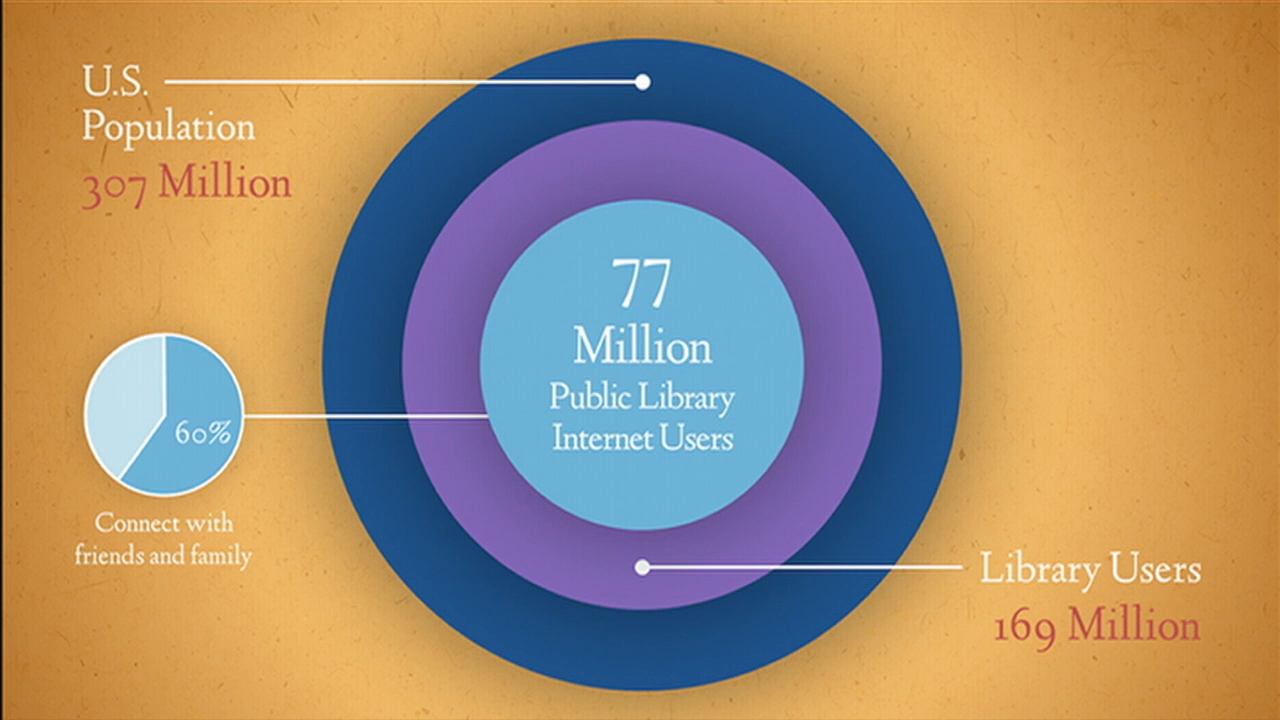 U.S.
Population
307 Million
77
Million
Public Library
Internet Users
60%
Connect with
friends and family
Library Users
169 Million